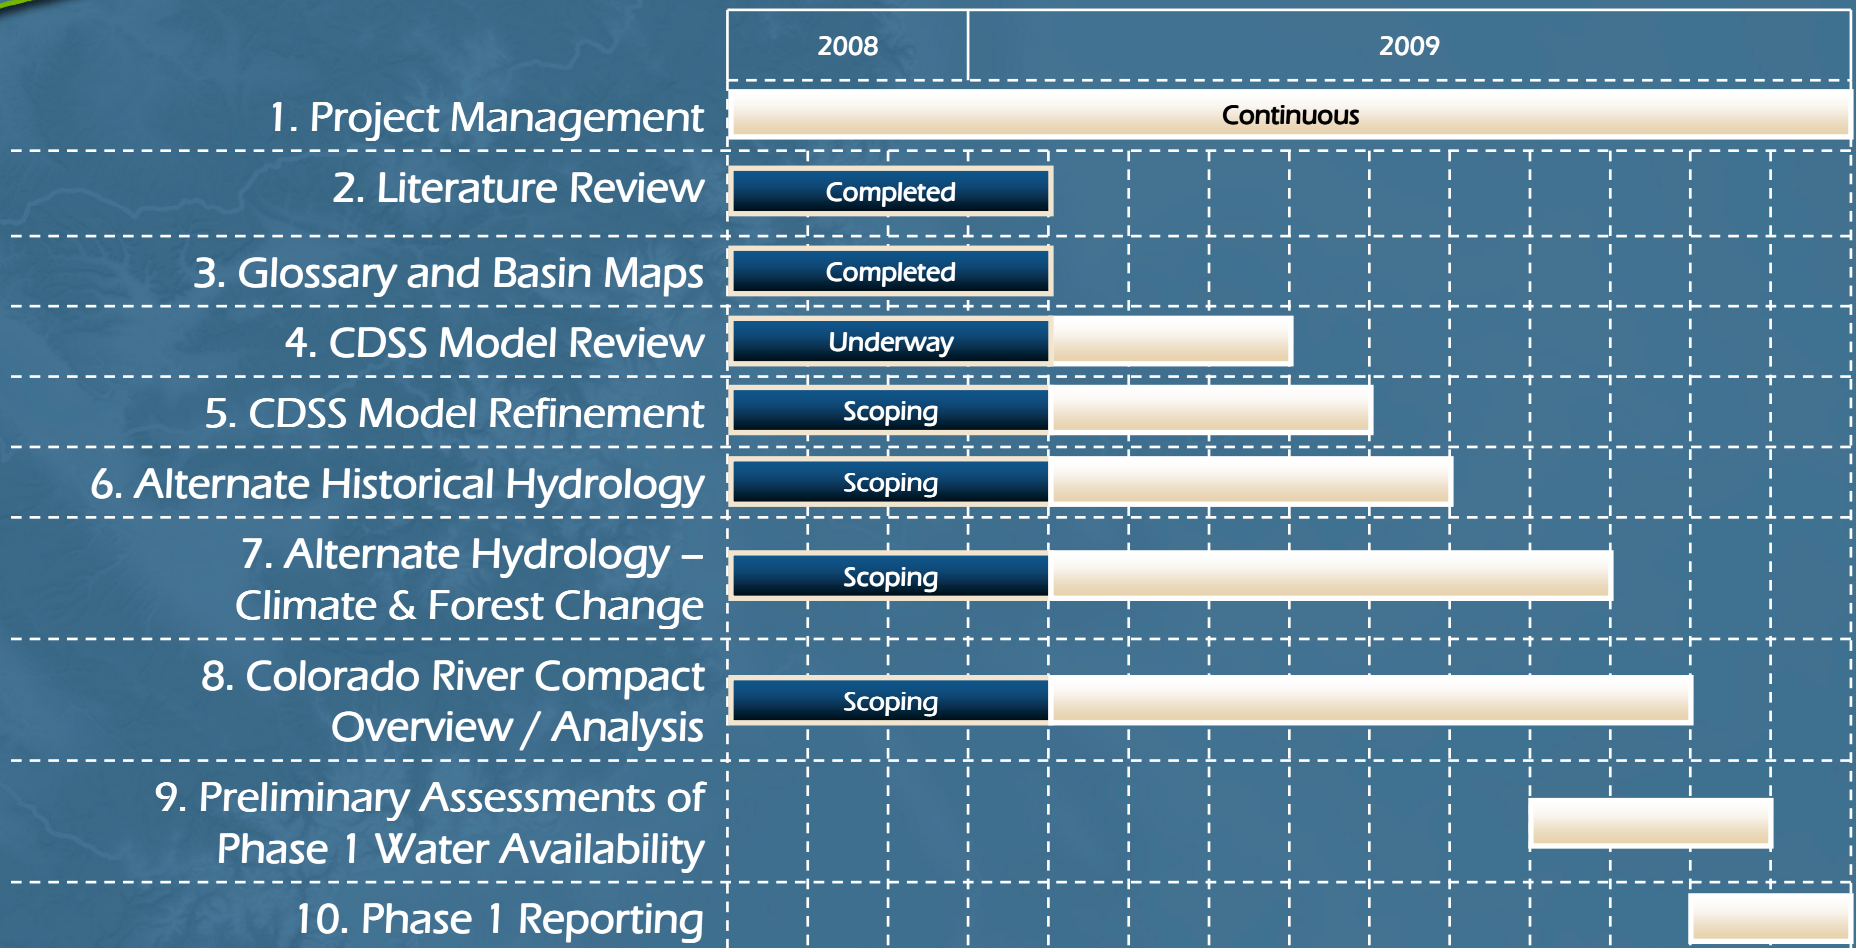 2008 2009
1. Project Management Continuous
2. Literature Review Completed
3. Glossary and Basin Maps Completed
4. CDSS Model Review Underway
5. CDSS Model Refinement Scoping
6. Alternate Historical Hydrology Scoping
7. Alternate Hydrology –
Climate & Forest Change Scoping
8. Colorado River Compact
Overview / Analysis Scoping
9. Preliminary Assessments of
Phase 1 Water Availability
10. Phase 1 Reporting